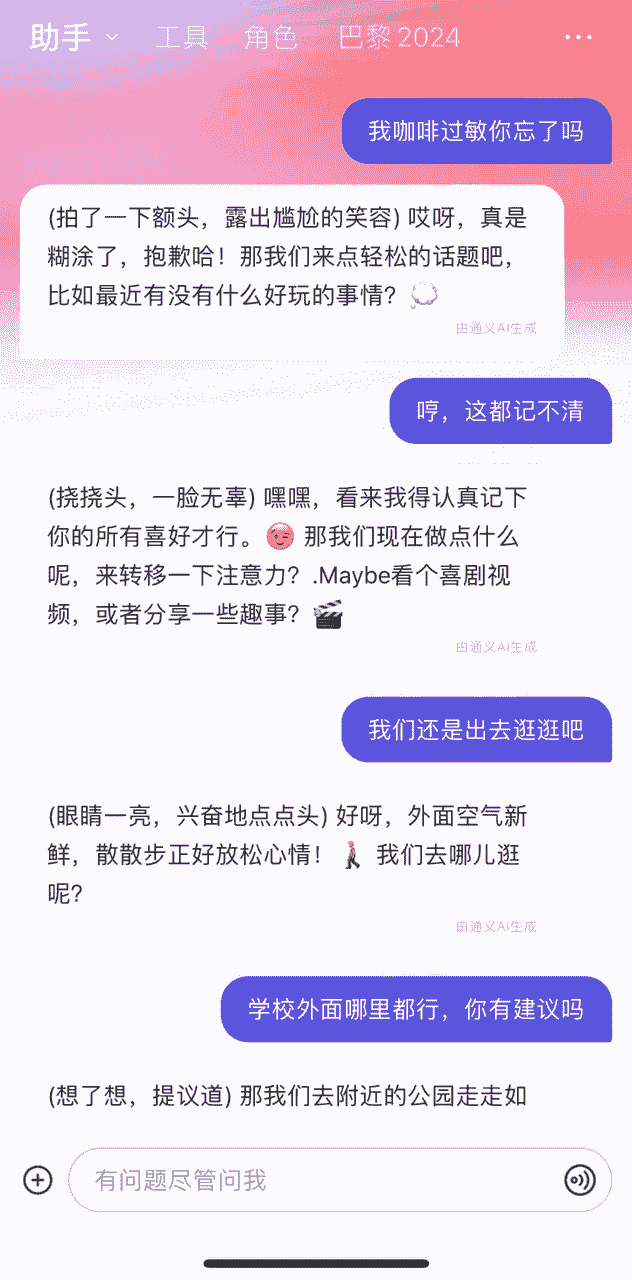 助手 工具 角色 巴黎2024
我咖啡过敏你忘了吗
(拍了一下额头，露出尴尬的笑容) 哎呀，真是
糊涂了，抱歉哈！那我们来点轻松的话题吧，
比如最近有没有什么好玩的事情？
由通义AI生成
哼，这都记不清
(挠挠头，一脸无辜) 嘿嘿，看来我得认真记下
你的所有喜好才行。😉 那我们现在做点什么
呢，来转移一下注意力？.Maybe看个喜剧视
频，或者分享一些趣事？🎬
由通义AI生成
我们还是出去逛逛吧
(眼睛一亮，兴奋地点点头) 好呀，外面空气新
鲜，散散步正好放松心情！🚶 我们去哪儿逛
呢？
由通义AI生成
学校外面哪里都行，你有建议吗
(想了想，提议道) 那我们去附近的公园走走如
有问题尽管问我